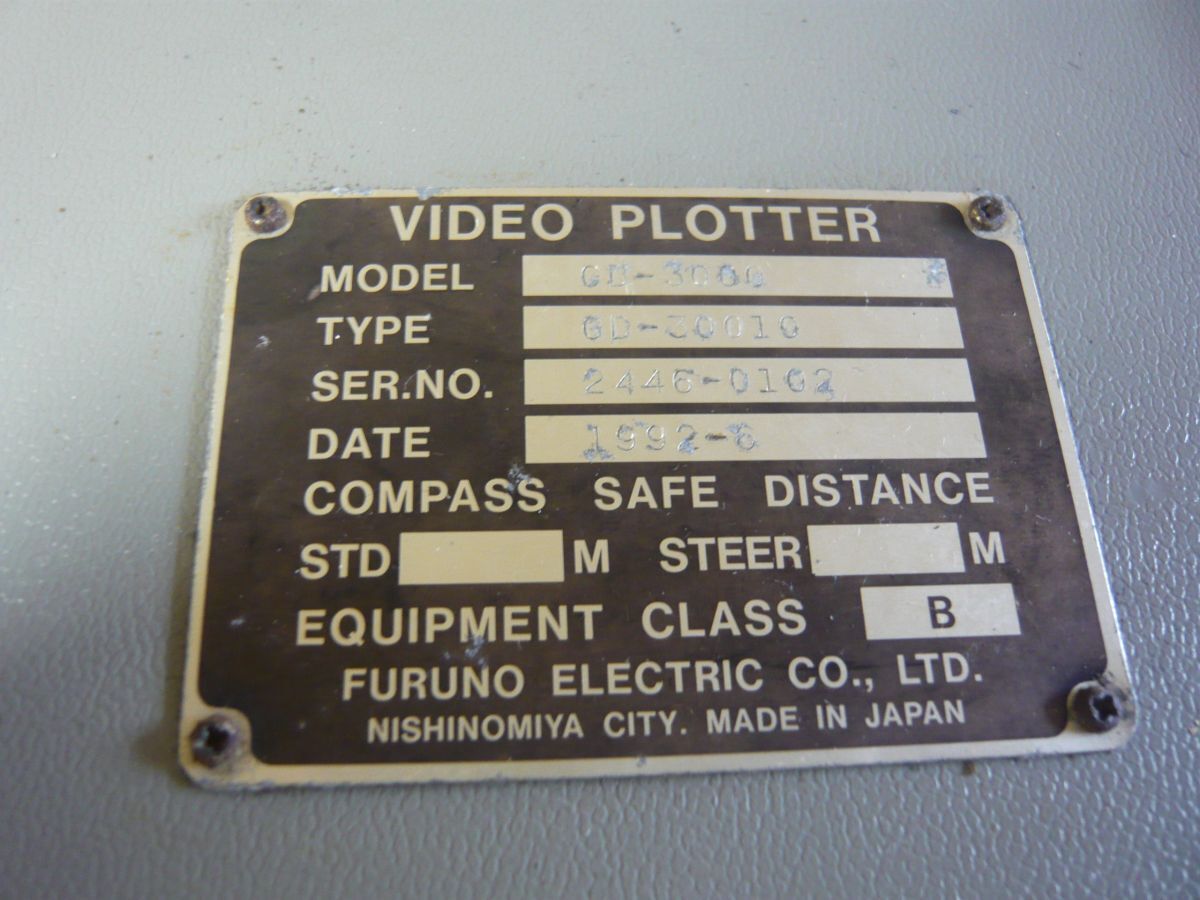 VIDEO PLOTTER
MODEL GD-3000
TYPE GD-30010
SER.NO. 2446-0102
DATE 1992-6
COMPASS SAFE DISTANCE
STD M STEER M
EQUIPMENT CLASS B
FURUNO ELECTRIC CO., LTD.
NISHINOMIYA CITY. MADE IN JAPAN